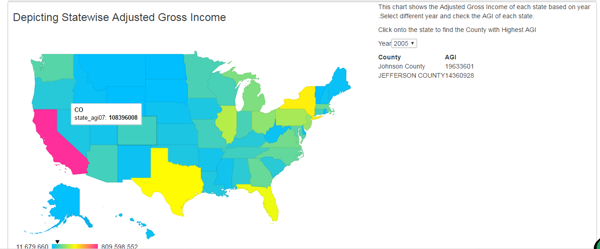 This chart shows the Adjusted Gross Income of each state based on year
.Select different year and check the AGI of each state.
Depicting Statewise Adjusted Gross Income
Click onto the state to find the County with Highest AGI
Year 2005
County AGI
Johnson County 19633601
JEFFERSON COUNTY 14360928
CO
state_agi07: 108396008
11,679,660 809,598,552